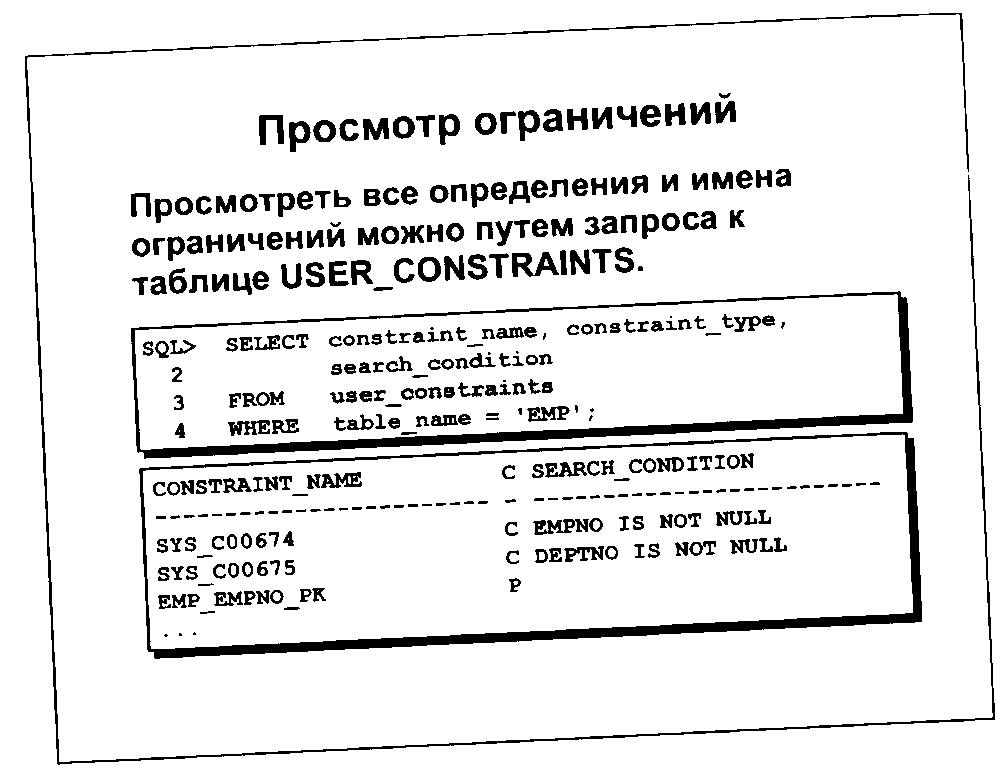 Просмотр ограничений
Просмотреть все определения и имена
ограничений можно путем запроса к
таблице USER_CONSTRAINTS.
SQL> SELECT constraint_name, constraint_type,
2 search_condition
3 FROM user_constraints
4 WHERE table_name = 'EMP';
CONSTRAINT_NAME C SEARCH_CONDITION
------------------------ - -------------------------
SYS_C00674 C EMPNO IS NOT NULL
SYS_C00675 C DEPTNO IS NOT NULL
EMP_EMPNO_PK P
...